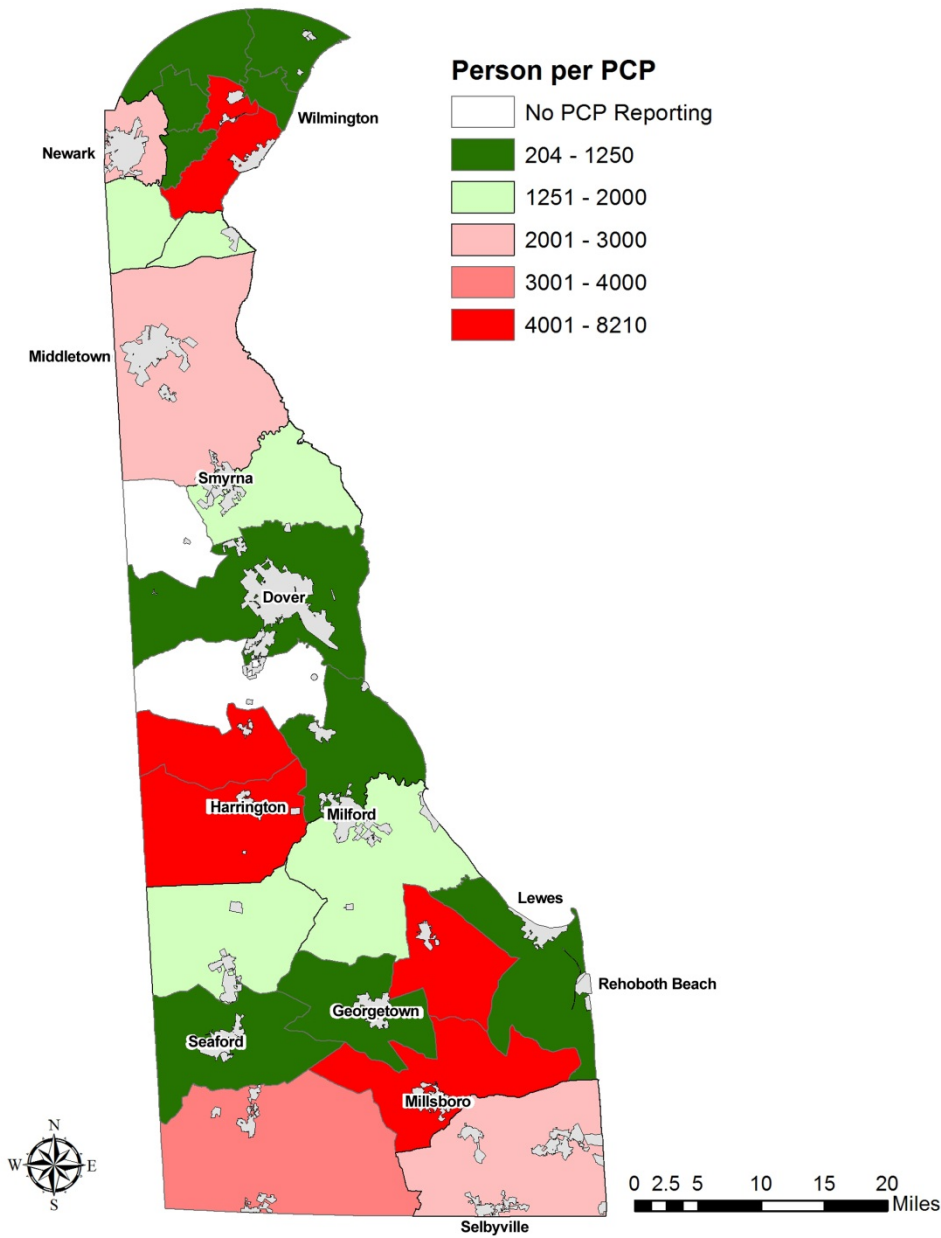 Person per PCP
No PCP Reporting
204 - 1250
1251 - 2000
2001 - 3000
3001 - 4000
4001 - 8210
Wilmington
Newark
Middletown
Smyrna
Dover
Harrington
Milford
Lewes
Rehoboth Beach
Georgetown
Seaford
Millsboro
N
W E
S
0 2.5 5 10 15 20
Miles
Selbyville